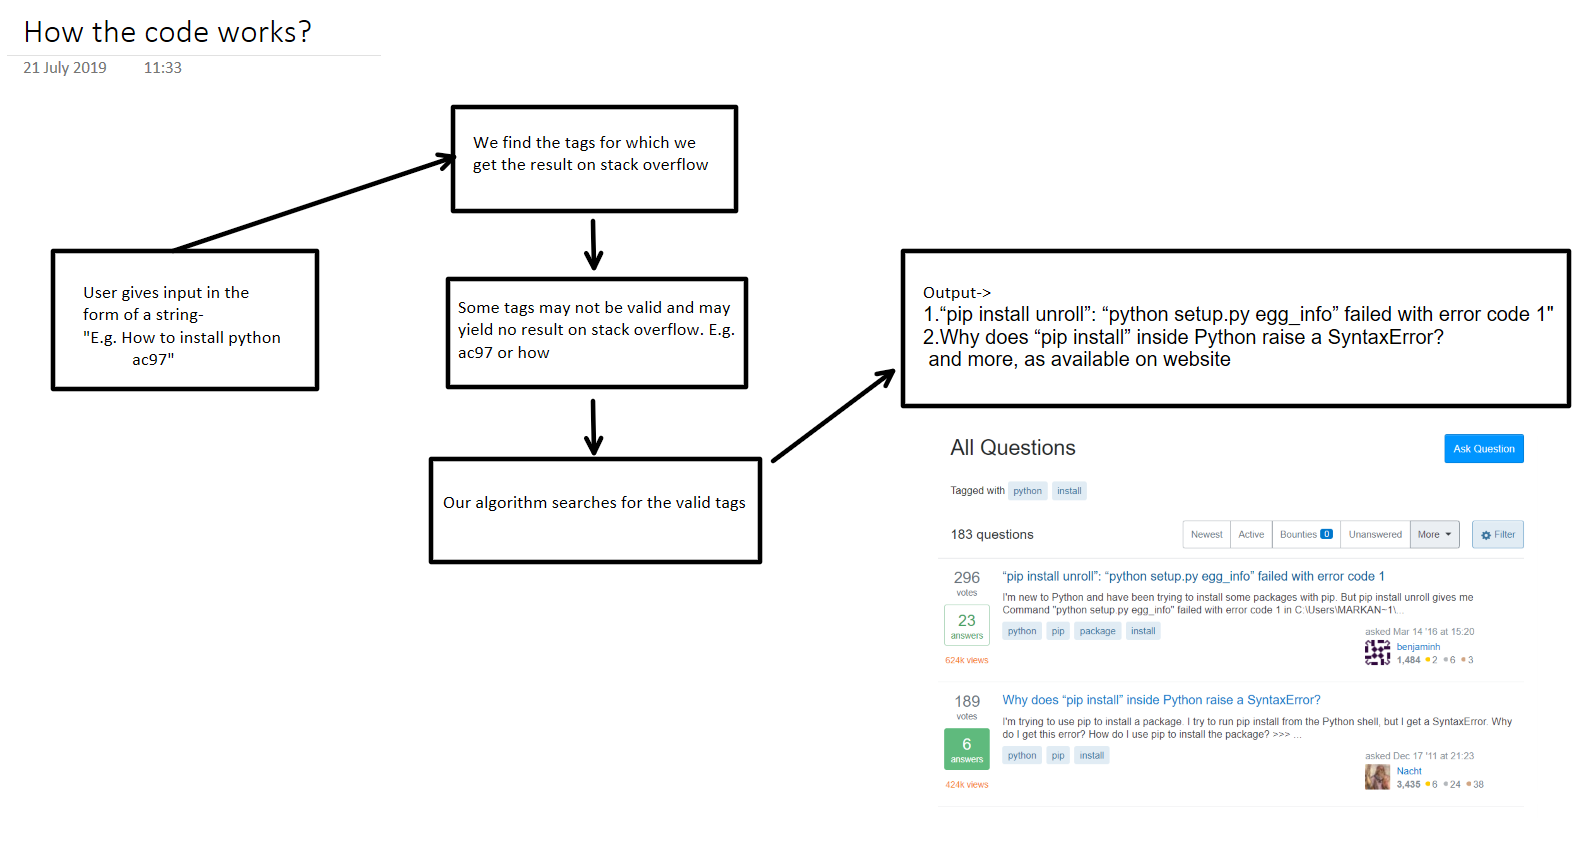 How the code works?
21 July 2019 11:33
We find the tags for which we
get the result on stack overflow
User gives input in the
form of a string-
"E.g. How to install python
ac97"
Some tags may not be valid and may
yield no result on stack overflow. E.g.
ac97 or how
Our algorithm searches for the valid tags
Output->
1.“pip install unroll”: “python setup.py egg_info” failed with error code 1"
2.Why does “pip install” inside Python raise a SyntaxError?
and more, as available on website
All Questions
Ask Question
Tagged with python install
183 questions
Newest Active Bounties 0 Unanswered More Filter
296
votes
23
answers
624k views
“pip install unroll”: “python setup.py egg_info” failed with error code 1
I'm new to Python and have been trying to install some packages with pip. But pip install unroll gives me
Command "python setup.py egg_info" failed with error code 1 in C:\Users\MARKAN~1\...
python pip package install
asked Mar 14 '16 at 15:20
benjaminh
1,484 2 6 3
189
votes
6
answers
424k views
Why does “pip install” inside Python raise a SyntaxError?
I'm trying to use pip to install a package. I try to run pip install from the Python shell, but I get a SyntaxError. Why
do I get this error? How do I use pip to install the package? >>> ...
python pip install
asked Dec 17 '11 at 21:23
Nacht
3,435 6 24 38